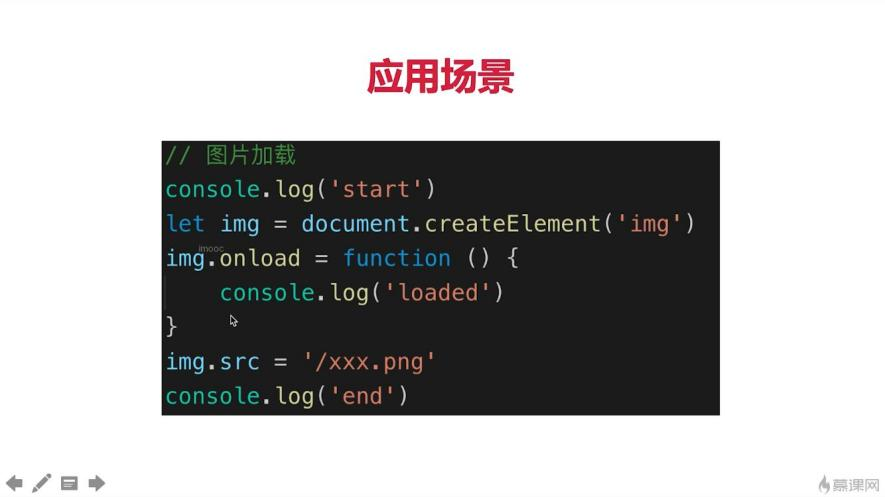 应用场景
// 图片加载
console.log('start')
let img = document.createElement('img')
img.onload = function () {
imooc
    console.log('loaded')
}
img.src = '/xxx.png'
console.log('end')
慕课网